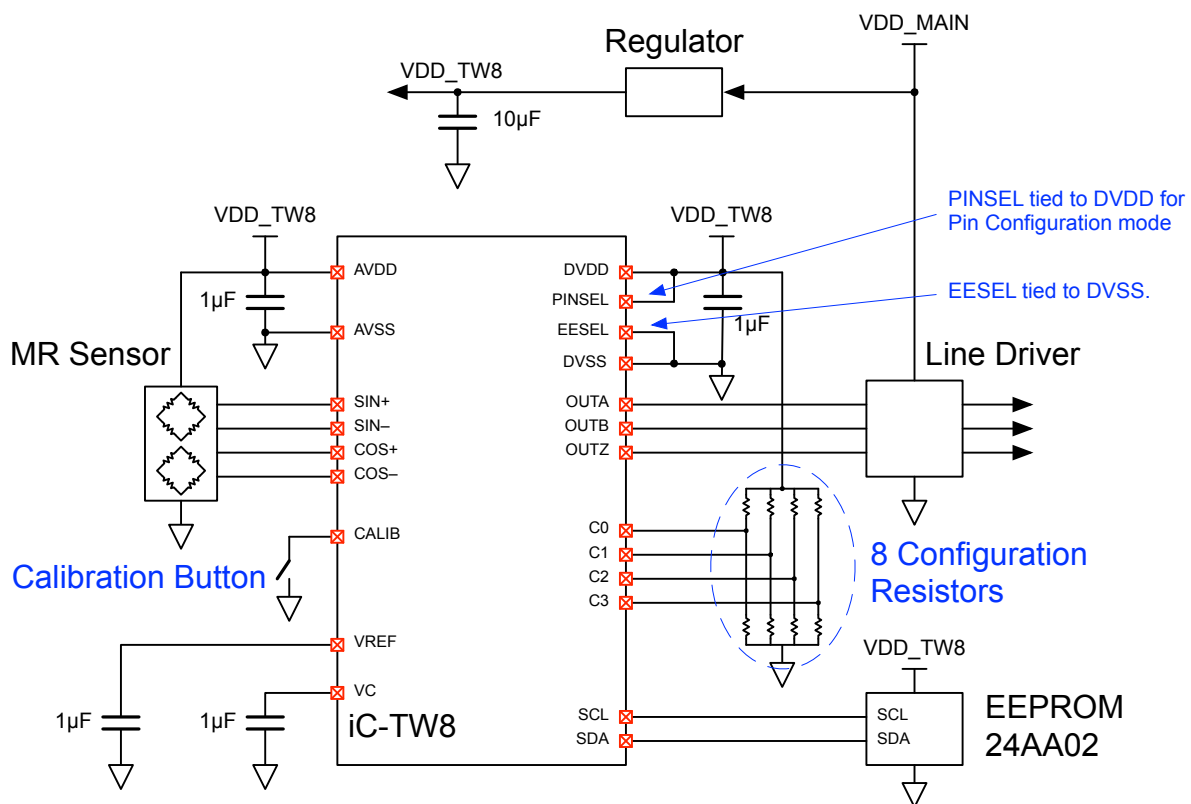 VDD_MAIN
Regulator
VDD_TW8
10µF
PINSEL tied to DVDD for
Pin Configuration mode
EESEL tied to DVSS.
VDD_TW8
VDD_TW8
AVDD
DVDD
1µF
PINSEL
1µF
AVSS
EESEL
DVSS
MR Sensor
Line Driver
SIN+
SIN–
COS+
COS–
OUTA
OUTB
OUTZ
CALIB
Calibration Button
C0
C1
C2
C3
8 Configuration
Resistors
VREF
VC
1µF
1µF
iC-TW8
SCL
SDA
VDD_TW8
SCL
SDA
EEPROM
24AA02